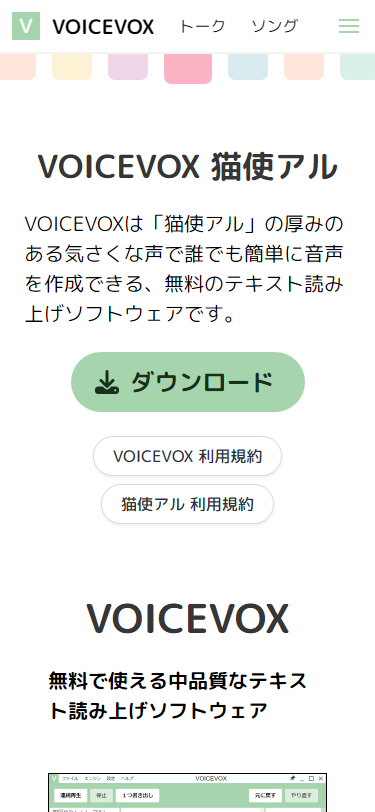 V VOICEVOX トーク ソング
VOICEVOX 猫使アル
VOICEVOXは「猫使アル」の厚みの
ある気さくな声で誰でも簡単に音声
を作成できる、無料のテキスト読み
上げソフトウェアです。
ダウンロード
VOICEVOX 利用規約
猫使アル 利用規約
VOICEVOX
無料で使える中品質なテキス
ト読み上げソフトウェア
V ファイル エンジン 設定 ヘルプ VOICEVOX
連続再生 停止 1つ書き出し 元に戻す やり直す